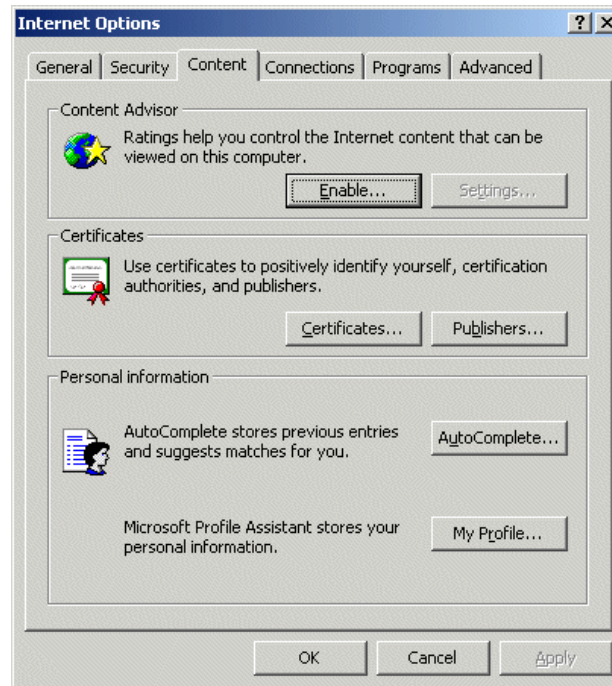 Internet Options
General Security Content Connections Programs Advanced
Content Advisor
Ratings help you control the Internet content that can be
viewed on this computer.
Enable... Settings...
Certificates
Use certificates to positively identify yourself, certification
authorities, and publishers.
Certificates... Publishers...
Personal information
AutoComplete stores previous entries
and suggests matches for you.
AutoComplete...
Microsoft Profile Assistant stores your
personal information.
My Profile...
OK Cancel Apply